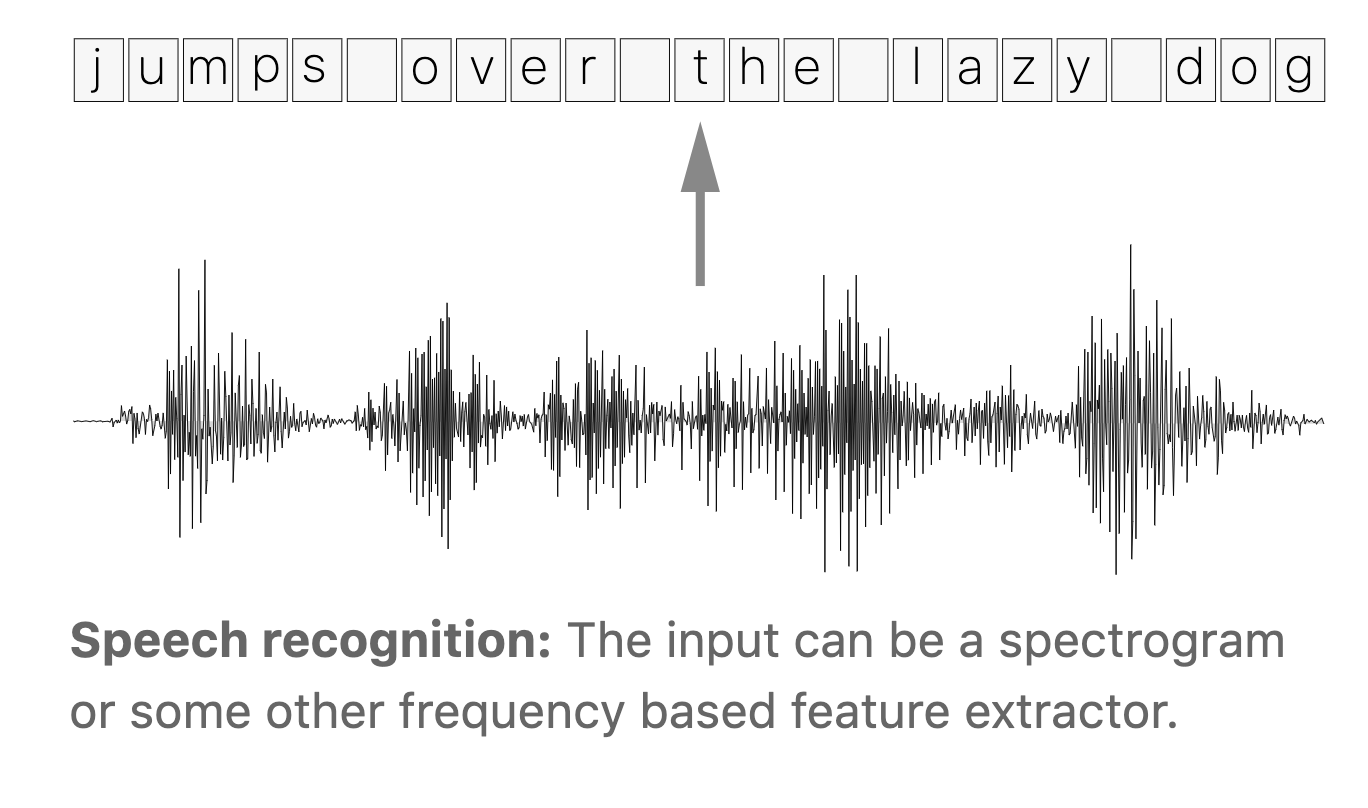 jumps over the lazy dog
Speech recognition: The input can be a spectrogram
or some other frequency based feature extractor.